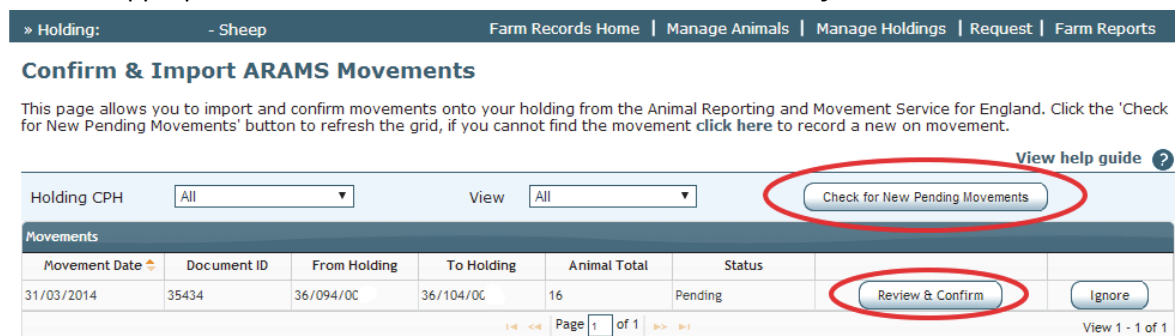 » Holding: - Sheep Farm Records Home | Manage Animals | Manage Holdings | Request | Farm Reports
Confirm & Import ARAMS Movements
This page allows you to import and confirm movements onto your holding from the Animal Reporting and Movement Service for England. Click the 'Check
for New Pending Movements' button to refresh the grid, if you cannot find the movement click here to record a new on movement.
View help guide ?
Holding CPH All View All Check for New Pending Movements
Movements
Movement Date Document ID From Holding To Holding Animal Total Status
31/03/2014 35434 36/094/00 36/104/00 16 Pending Review & Confirm Ignore
Page 1 of 1 View 1 - 1 of 1